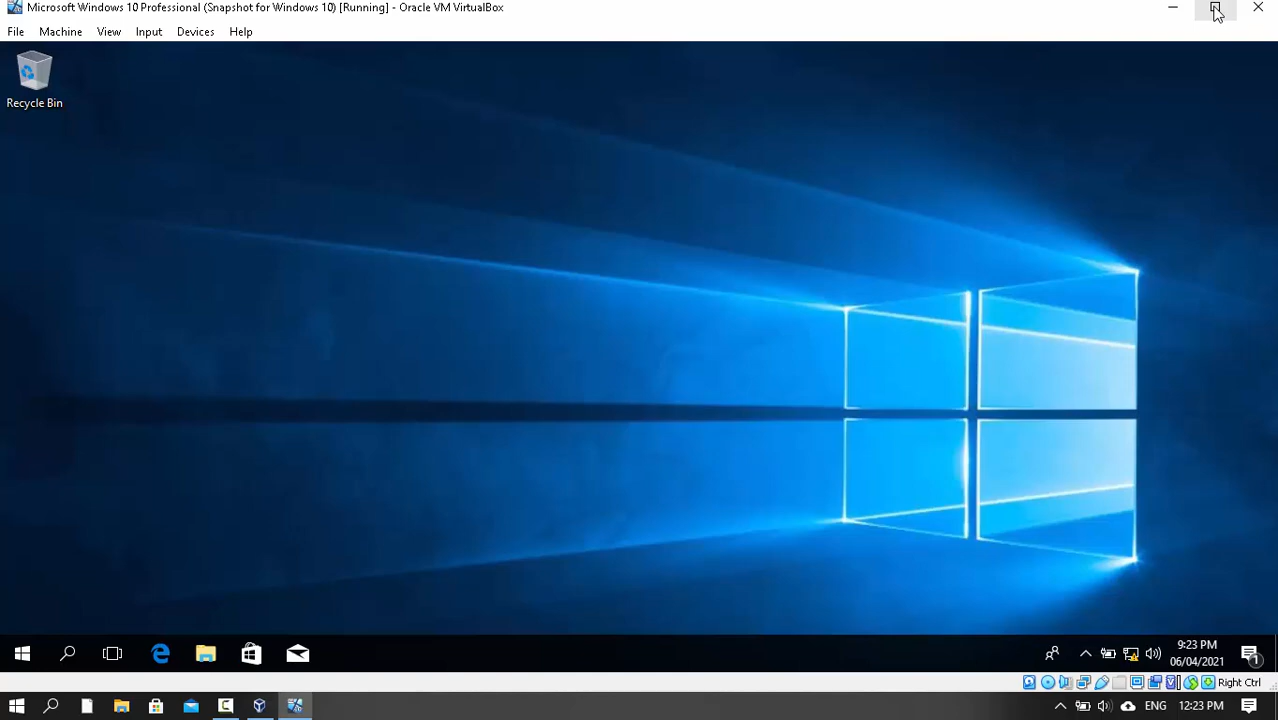 Microsoft Windows 10 Professional (Snapshot for Windows 10) [Running] - Oracle VM VirtualBox
File Machine View Input Devices Help
Recycle Bin
9:23 PM
06/04/2021
1
Right Ctrl
ENG 12:23 PM